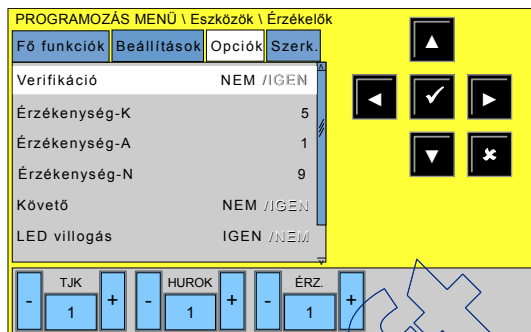 PROGRAMOZÁS MENÜ \ Eszközök \ Érzékelők
Fő funkciók Beállítások Opciók Szerk.
Verifikáció NEM /IGEN
Érzékenység-K 5
Érzékenység-A 1
Érzékenység-N 9
Követő NEM /IGEN
LED villogás IGEN /NEM
TJK HUROK ÉRZ.
- 1 + - 1 + - 1 +